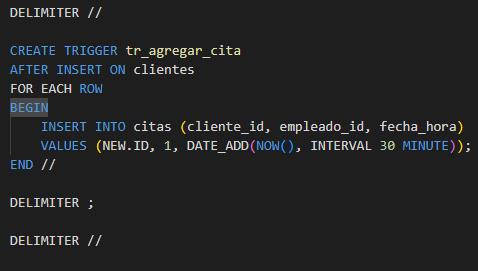 DELIMITER //
CREATE TRIGGER tr_agregar_cita
AFTER INSERT ON clientes
FOR EACH ROW
BEGIN
INSERT INTO citas (cliente_id, empleado_id, fecha_hora)
VALUES (NEW.ID, 1, DATE_ADD(NOW(), INTERVAL 30 MINUTE));
END //
DELIMITER ;
DELIMITER //